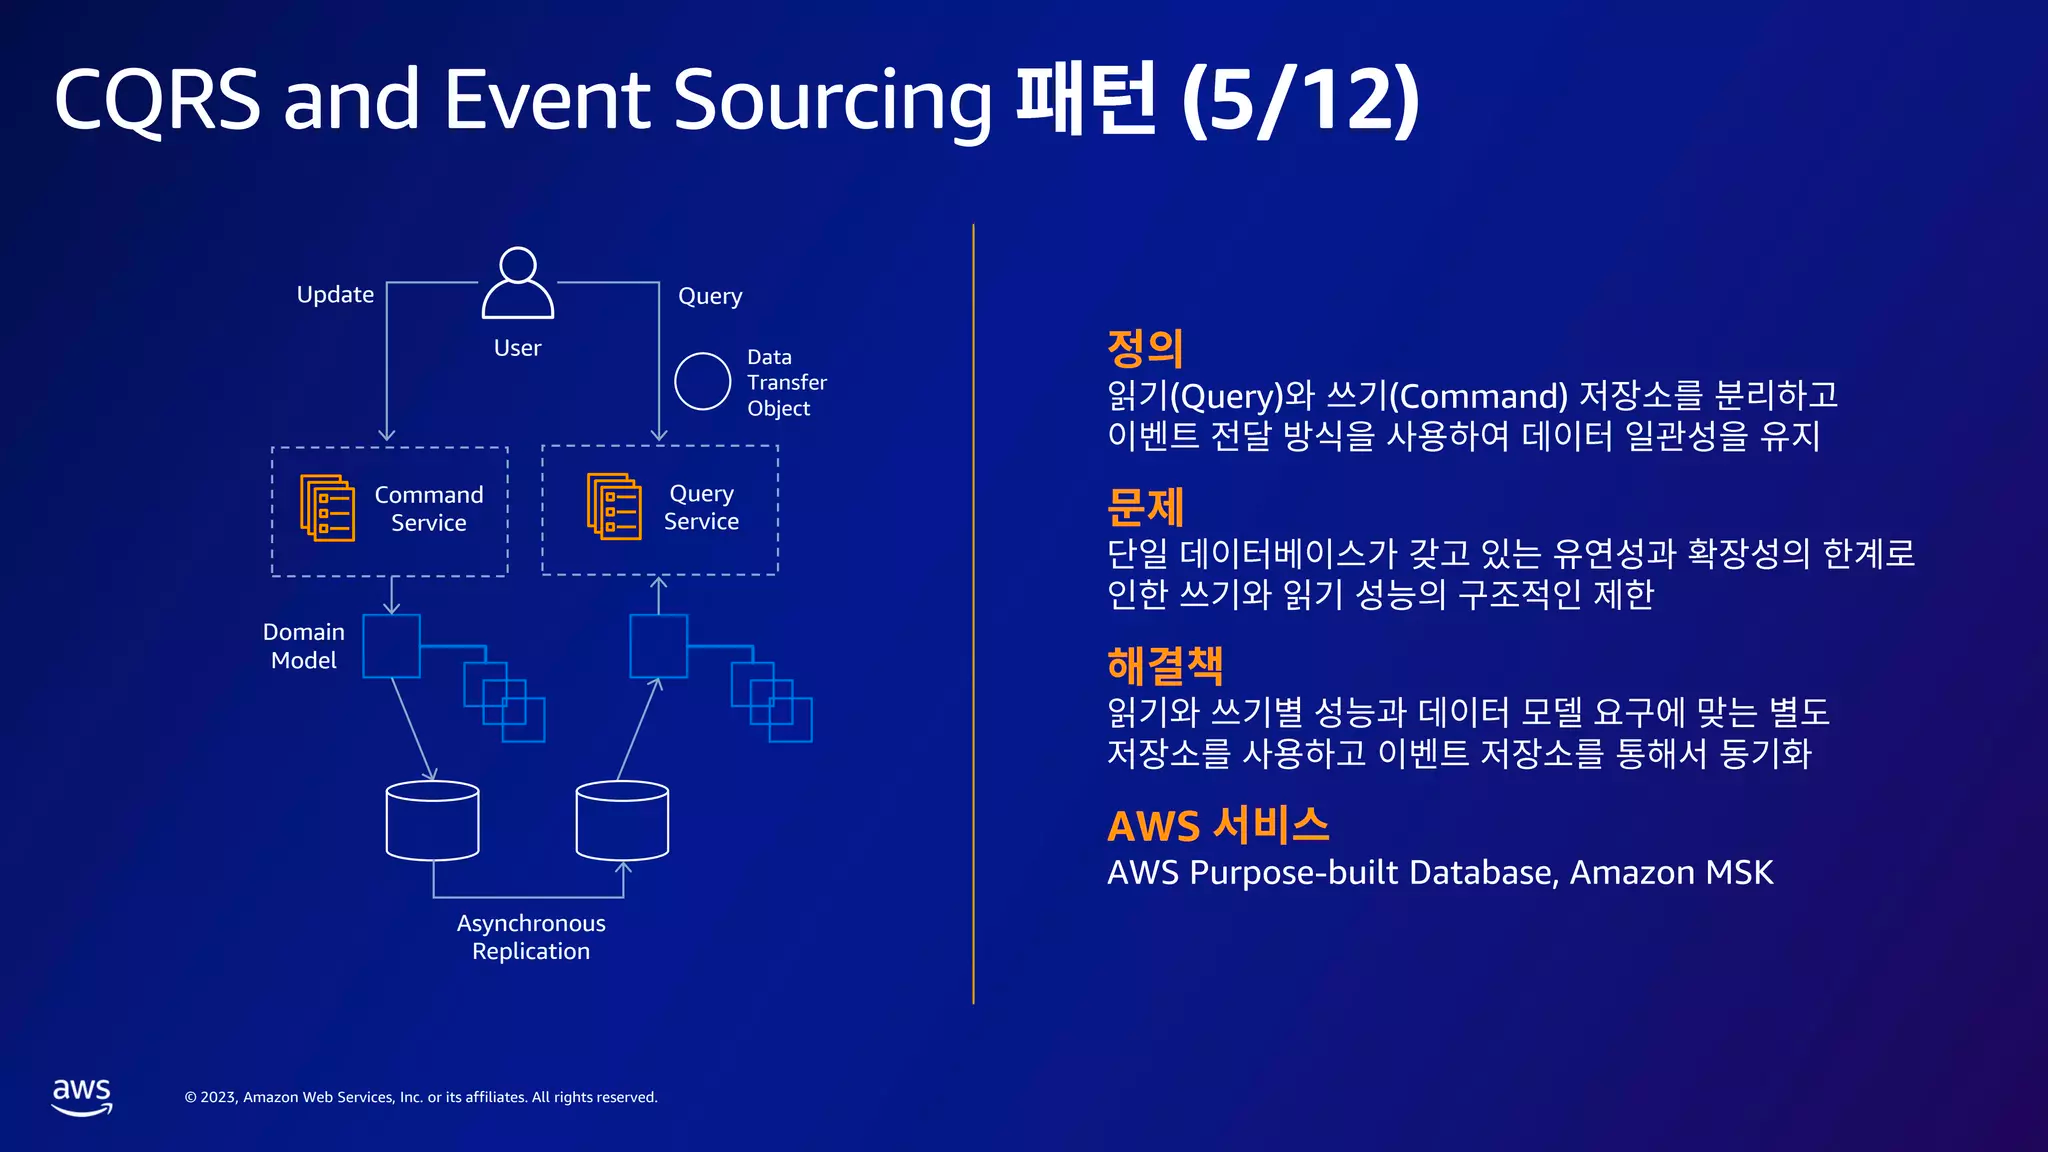 CQRS and Event Sourcing 패턴 (5/12)
Update
Query
User
Data
Transfer
Object
Command
Service
Query
Service
Domain
Model
Asynchronous
Replication
정의
읽기(Query)와 쓰기(Command) 저장소를 분리하고
이벤트 전달 방식을 사용하여 데이터 일관성을 유지
문제
단일 데이터베이스가 갖고 있는 유연성과 확장성의 한계로
인한 쓰기와 읽기 성능의 구조적인 제한
해결책
읽기와 쓰기별 성능과 데이터 모델 요구에 맞는 별도
저장소를 사용하고 이벤트 저장소를 통해서 동기화
AWS 서비스
AWS Purpose-built Database, Amazon MSK
aws
© 2023, Amazon Web Services, Inc. or its affiliates. All rights reserved.